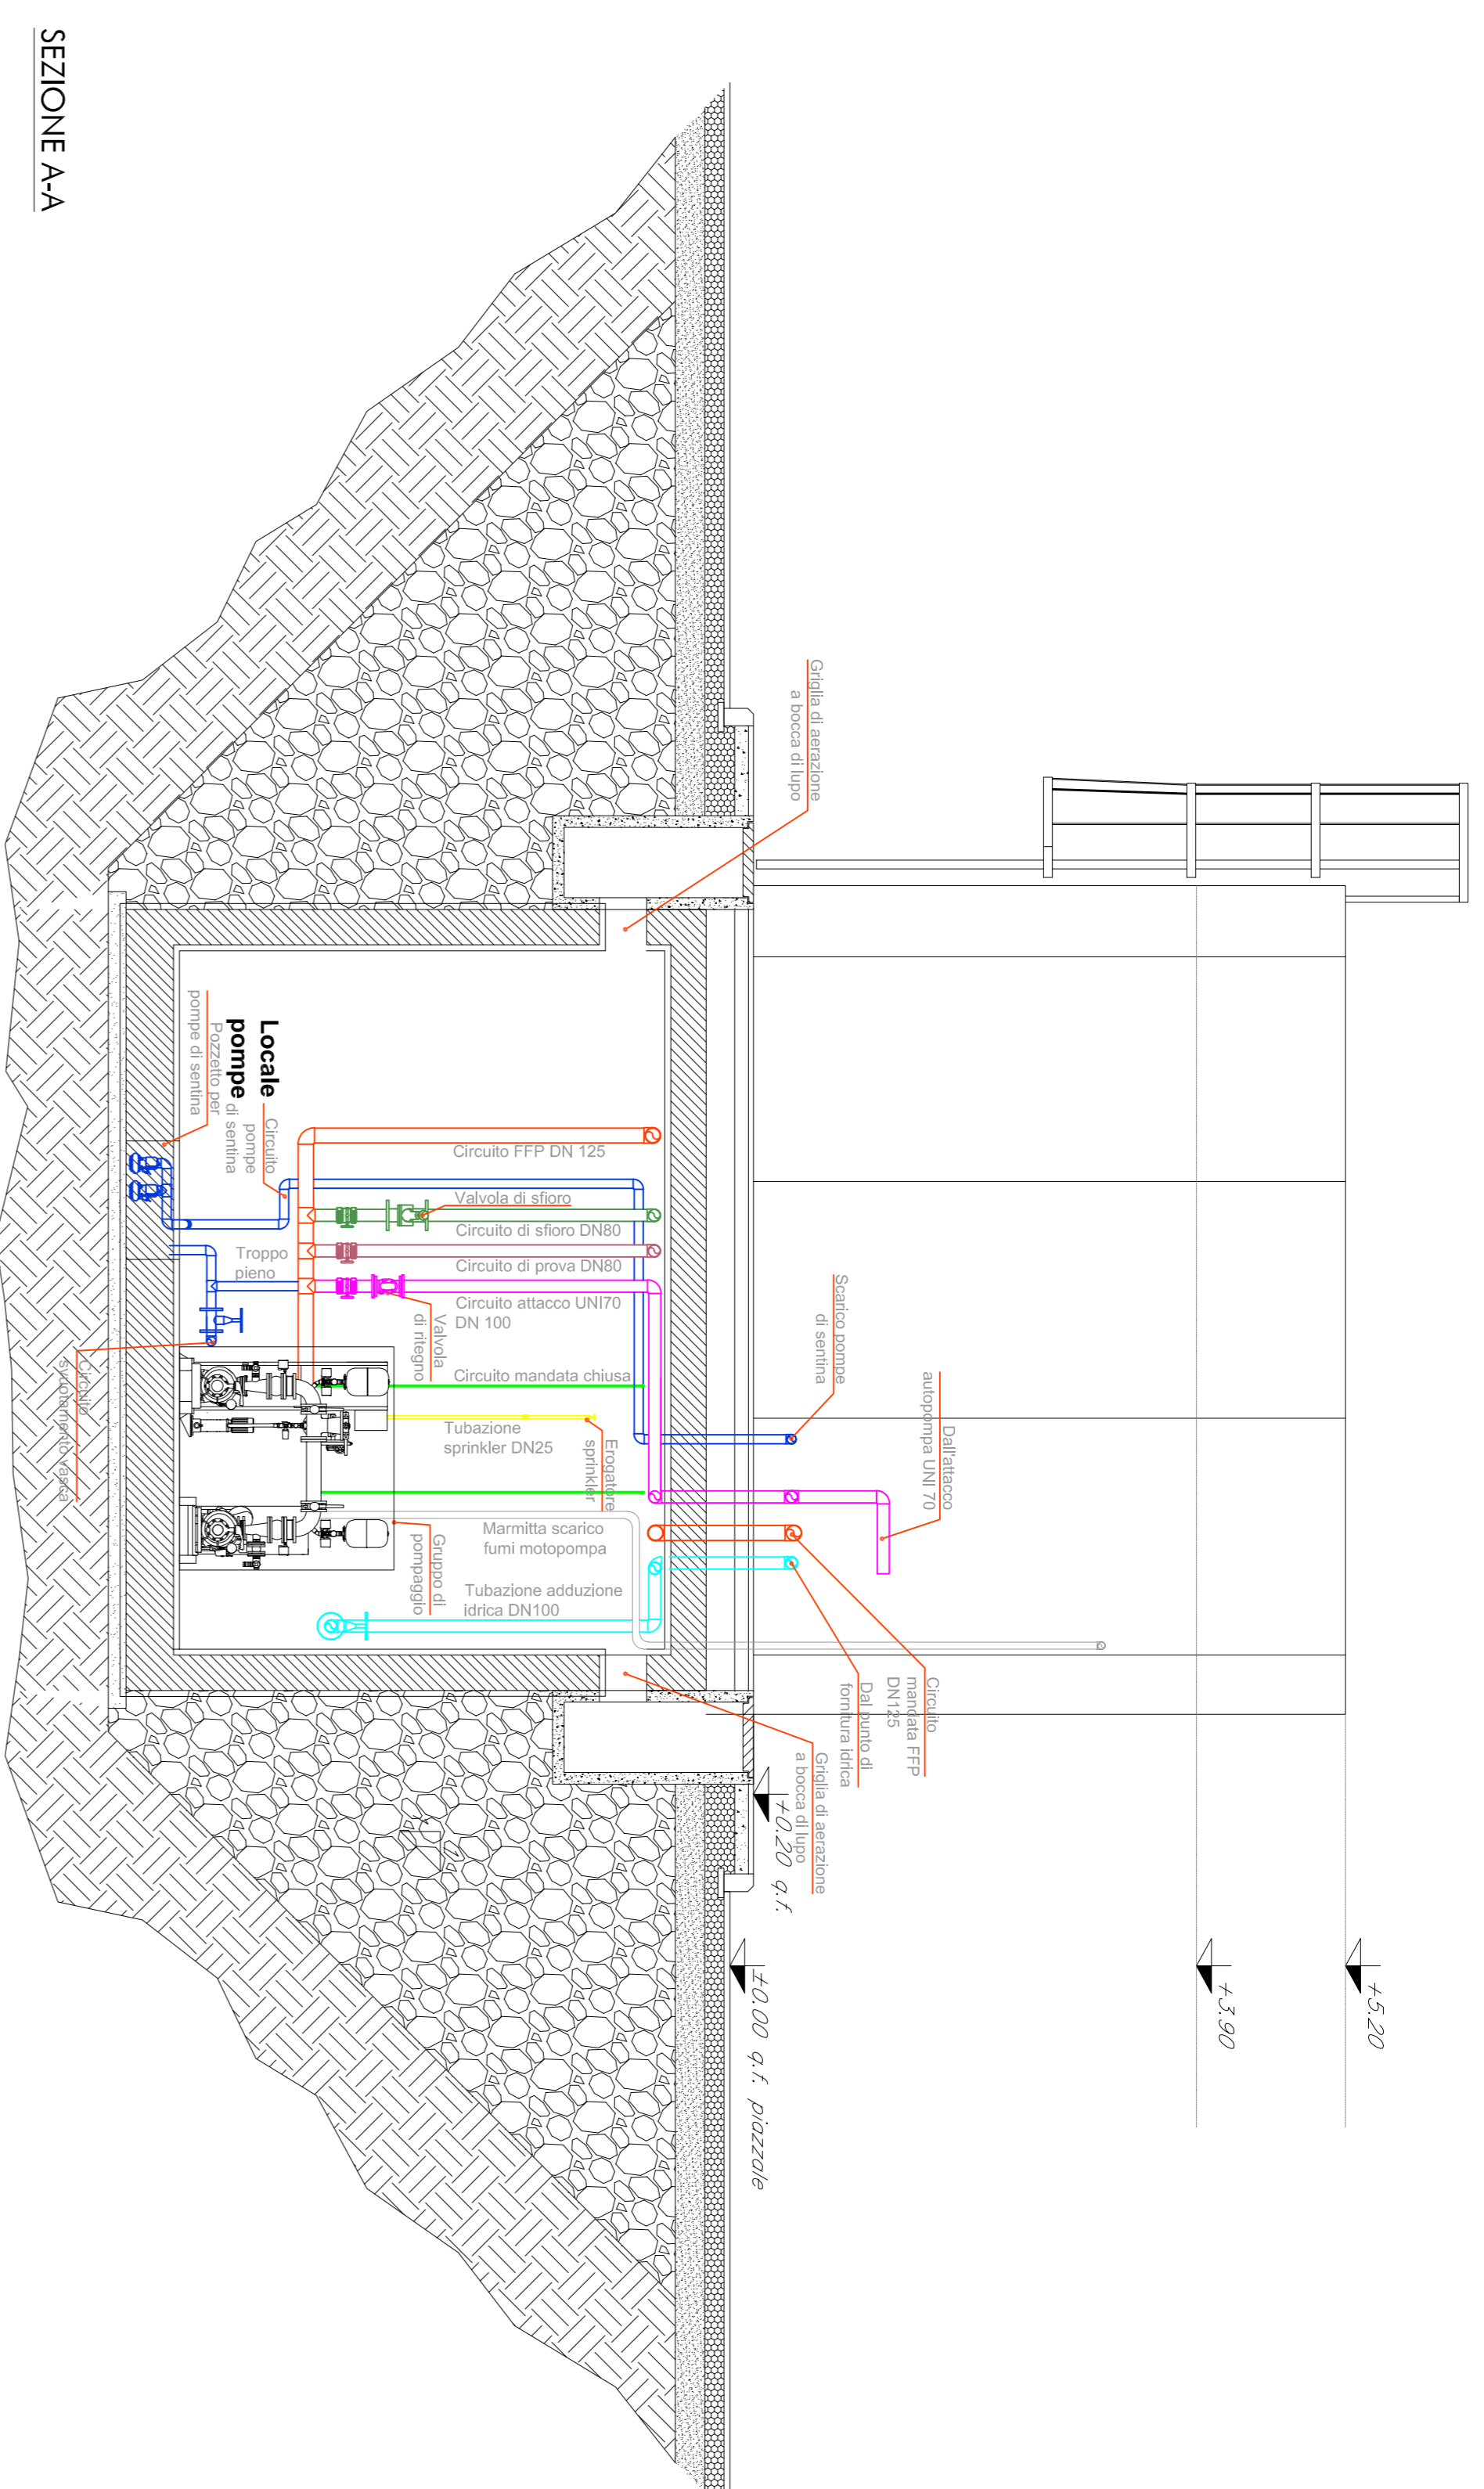 SEZIONE A-A
Griglia di aerazione
a bocca di lupo
Locale
pompe
Pozzetto per
pompe di sentina
Circuito
pompe
di sentina
Circuito FFP DN 125
Valvola di sfioro
Circuito di sfioro DN80
Circuito di prova DN80
Troppo
pieno
Circuito attacco UNI70
DN 100
Valvola
di ritegno
Circuito mandata chiusa
Circuito
svuotamento vasca
Tubazione
sprinkler DN25
Erogatore
sprinkler
Marmitta scarico
fumi motopompa
Gruppo di
pompaggio
Tubazione adduzione
idrica DN100
Scarico pompe
di sentina
Dall'attacco
autopompa UNI 70
Circuito
mandata FFP
DN125
Dal punto di
fornitura idrica
Griglia di aerazione
a bocca di lupo
+0.20 q.f.
±0.00 q.f. piazzale
+3.90
+5.20